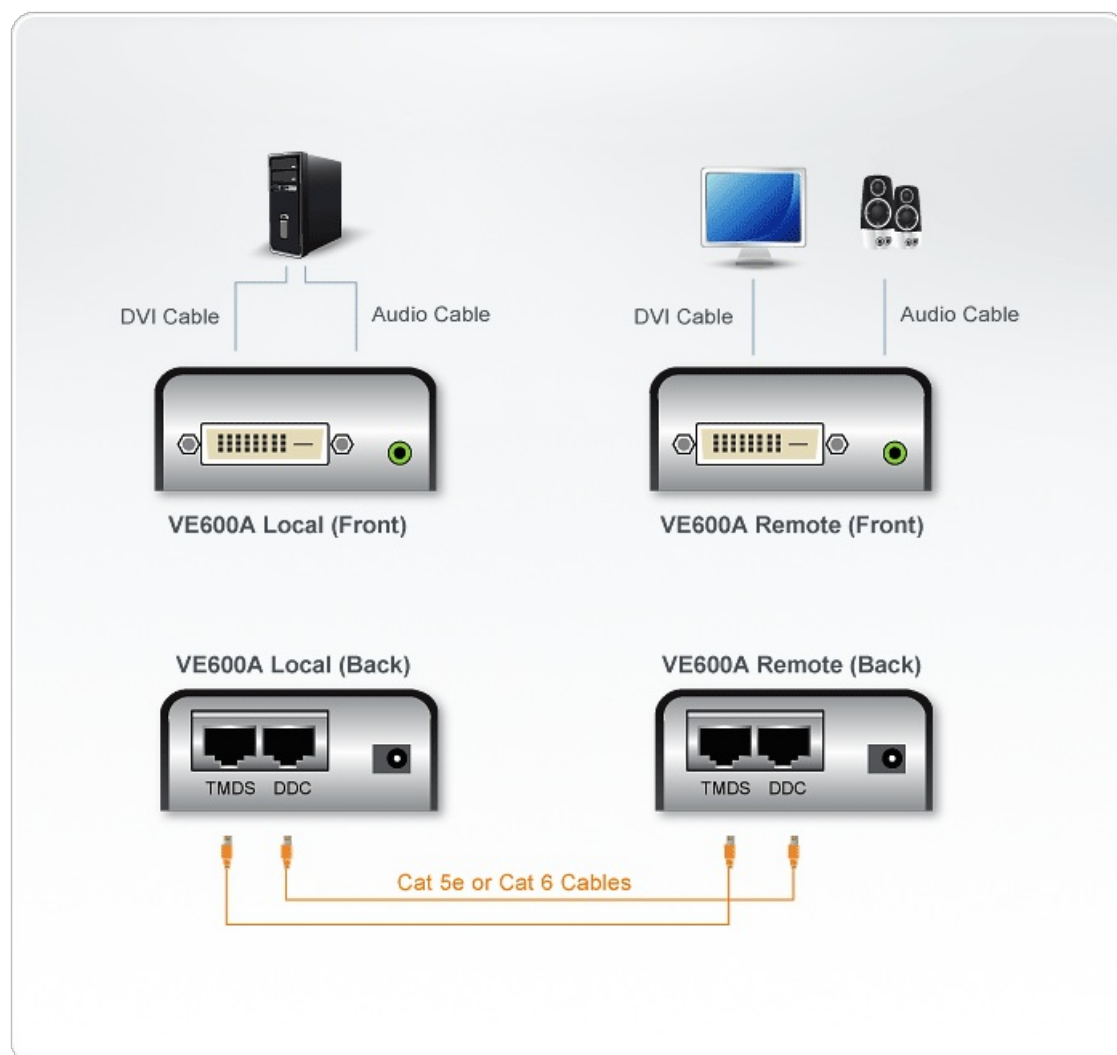 DVI Cable
Audio Cable
DVI Cable
Audio Cable
VE600A Local (Front)
VE600A Remote (Front)
VE600A Local (Back)
VE600A Remote (Back)
TMDS DDC
TMDS DDC
Cat 5e or Cat 6 Cables